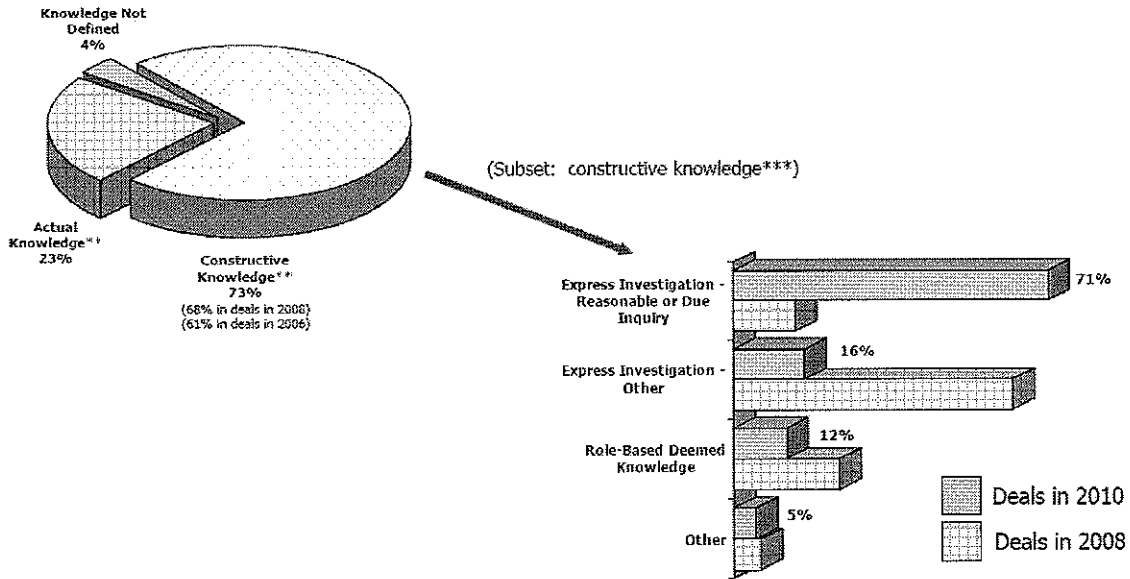 Knowledge Not
Defined
4%
Actual
Knowledge**
23%
Constructive
Knowledge**
73%
(68% in deals in 2008)
(61% in deals in 2006)
(Subset: constructive knowledge***)
Express Investigation -
Reasonable or Due
Inquiry
71%
Express Investigation -
Other
16%
Role-Based Deemed
Knowledge
12%
Other
5%
Deals in 2010
Deals in 2008